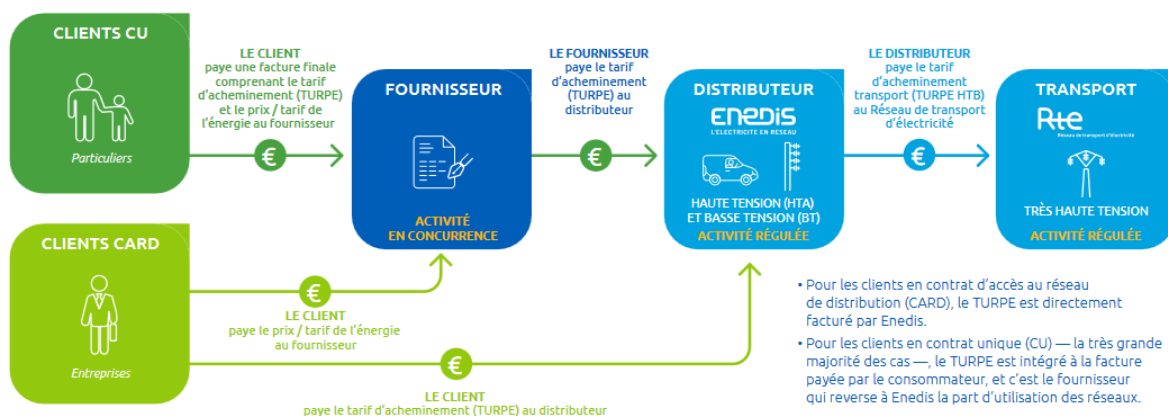 CLIENTS CU
Particuliers
LE CLIENT
paye une facture finale
comprenant le tarif
d'acheminement (TURPE)
et le prix / tarif de
l'énergie au fournisseur
€
FOURNISSEUR
ACTIVITÉ
EN CONCURRENCE
LE FOURNISSEUR
paye le tarif
d'acheminement
(TURPE) au
distributeur
€
DISTRIBUTEUR
ENEDIS
L'ELECTRICITE EN RESEAU
HAUTE TENSION (HTA)
ET BASSE TENSION (BT)
ACTIVITÉ RÉGULÉE
LE DISTRIBUTEUR
paye le tarif
d'acheminement
transport (TURPE HTB)
au Réseau de transport
d'électricité
€
TRANSPORT
Rte
Réseau de transport d'électricité
TRÈS HAUTE TENSION
ACTIVITÉ RÉGULÉE
CLIENTS CARD
Entreprises
€
LE CLIENT
paye le prix / tarif de l'énergie
au fournisseur
€
LE CLIENT
paye le tarif d'acheminement (TURPE) au distributeur
• Pour les clients en contrat d'accès au réseau
de distribution (CARD), le TURPE est directement
facturé par Enedis.
• Pour les clients en contrat unique (CU) — la très grande
majorité des cas —, le TURPE est intégré à la facture
payée par le consommateur, et c'est le fournisseur
qui reverse à Enedis la part d'utilisation des réseaux.